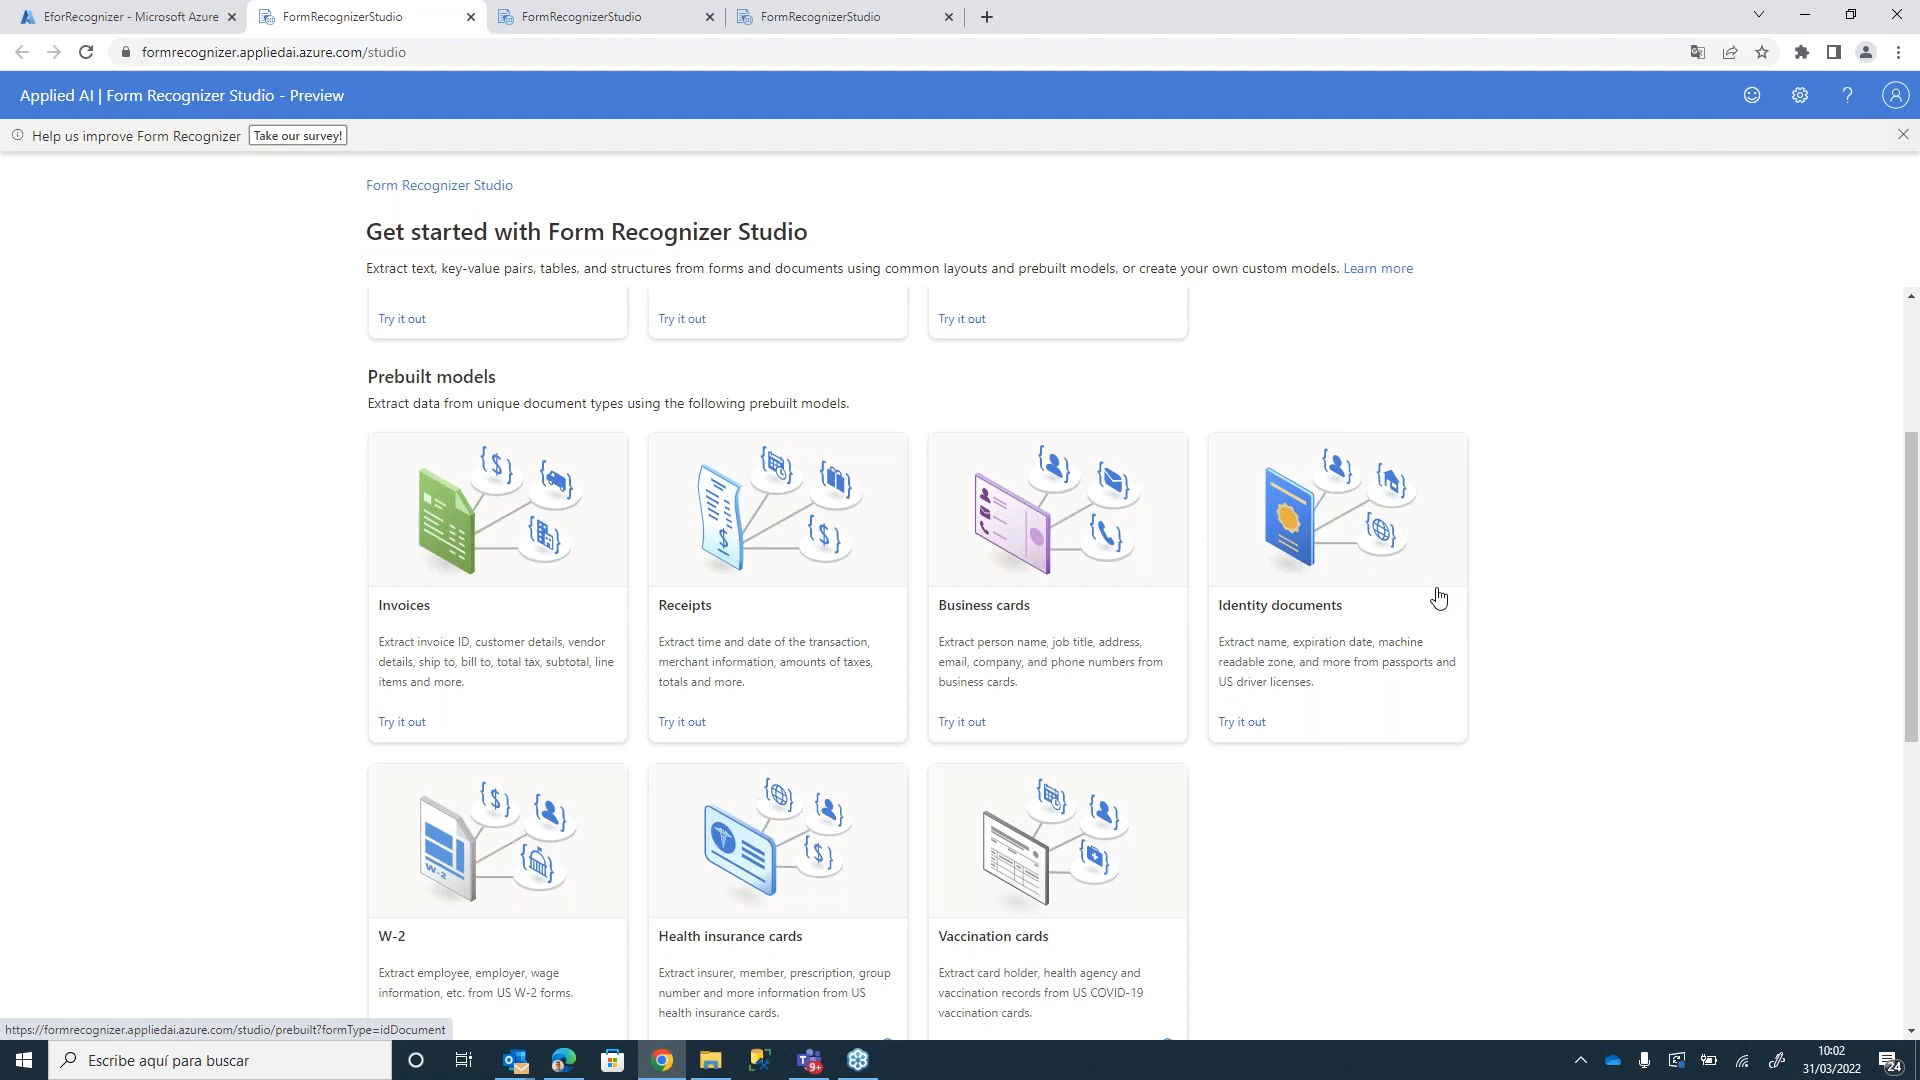 EforRecognizer - Microsoft Azure
FormRecognizerStudio
FormRecognizerStudio
FormRecognizerStudio
formrecognizer.appliedai.azure.com/studio
Applied AI | Form Recognizer Studio - Preview
Help us improve Form Recognizer
Take our survey!
Form Recognizer Studio
Get started with Form Recognizer Studio
Extract text, key-value pairs, tables, and structures from forms and documents using common layouts and prebuilt models, or create your own custom models. Learn more
Try it out
Try it out
Try it out
Prebuilt models
Extract data from unique document types using the following prebuilt models.
Invoices
Extract invoice ID, customer details, vendor
details, ship to, bill to, total tax, subtotal, line
items and more.
Try it out
Receipts
Extract time and date of the transaction,
merchant information, amounts of taxes,
totals and more.
Try it out
Business cards
Extract person name, job title, address,
email, company, and phone numbers from
business cards.
Try it out
Identity documents
Extract name, expiration date, machine
readable zone, and more from passports and
US driver licenses.
Try it out
W-2
W-2
Extract employee, employer, wage
information, etc. from US W-2 forms.
Health insurance cards
Extract insurer, member, prescription, group
number and more information from US
health insurance cards.
Vaccination cards
Extract card holder, health agency and
vaccination records from US COVID-19
vaccination cards.
https://formrecognizer.appliedai.azure.com/studio/prebuilt?formType=idDocument
Escribe aquí para buscar
9+
10:02
31/03/2022
24